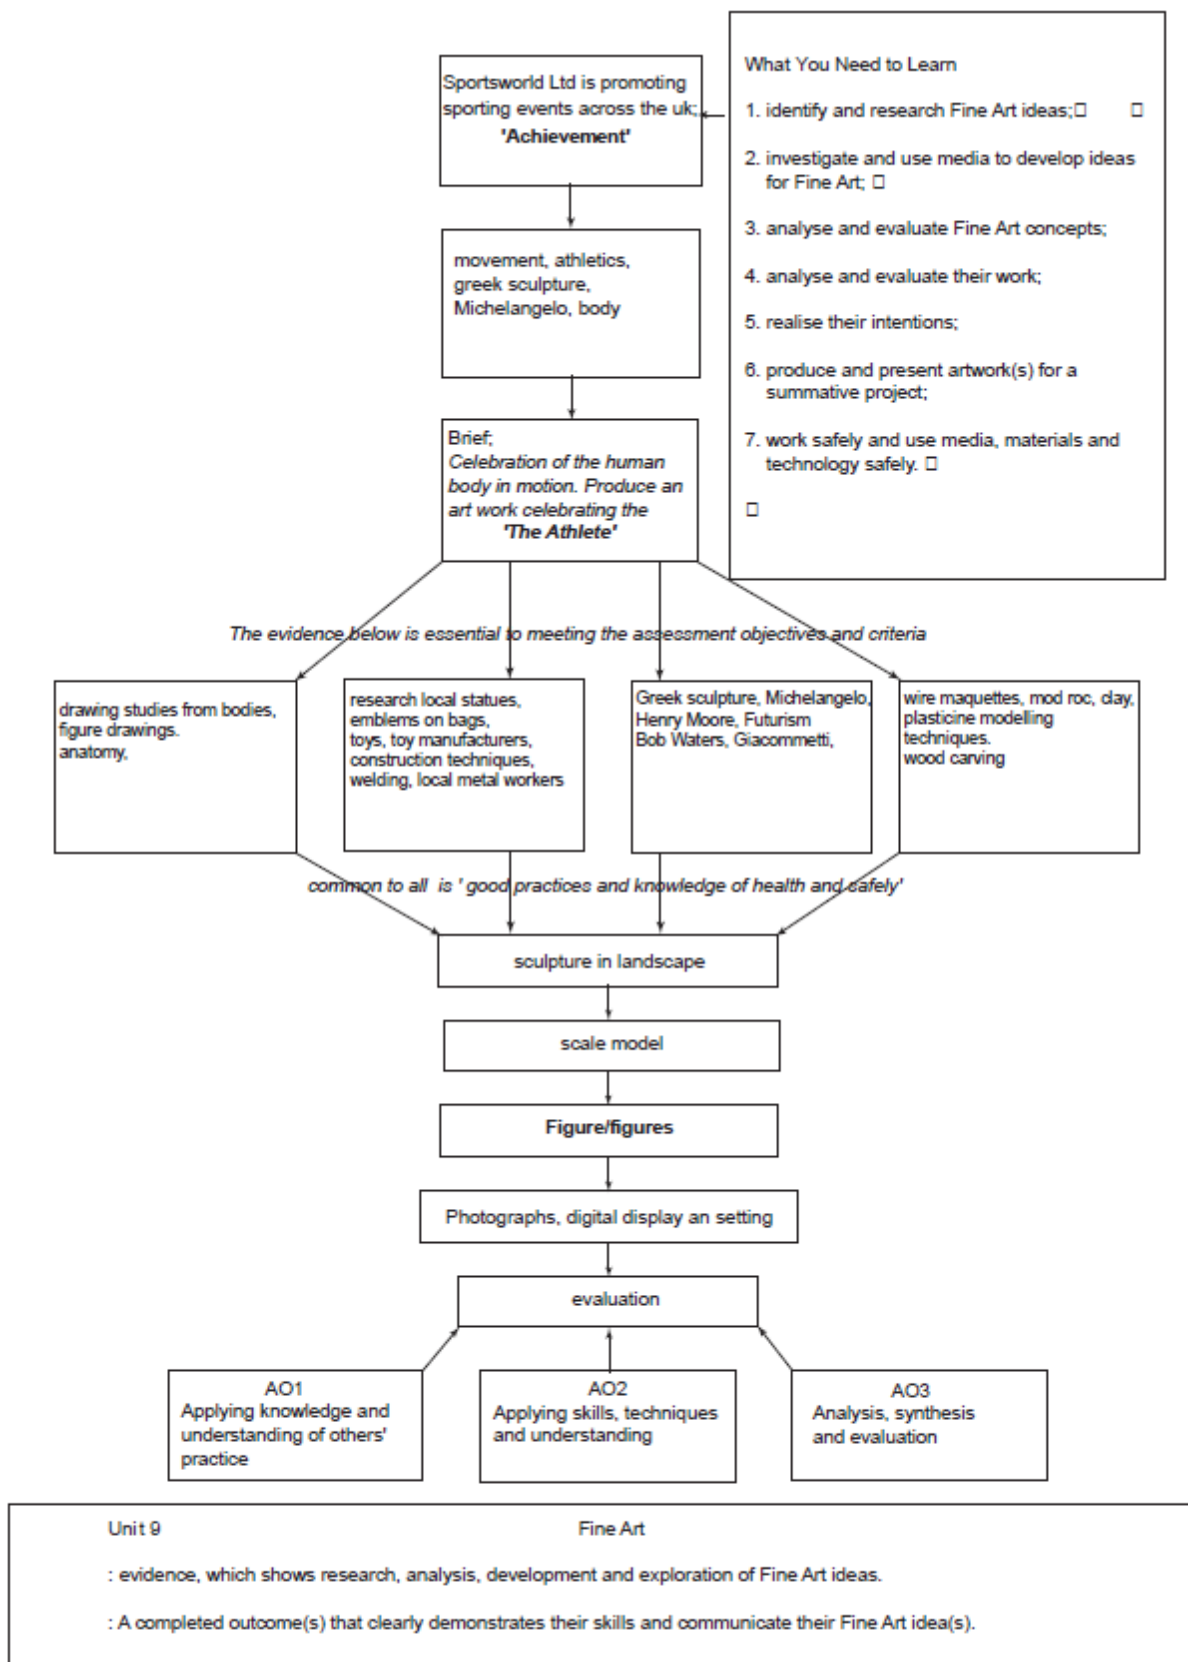 Sportsworld Ltd is promoting
sporting events across the uk;
'Achievement'
What You Need to Learn
1. identify and research Fine Art ideas;□ □
2. investigate and use media to develop ideas
for Fine Art; □
3. analyse and evaluate Fine Art concepts;
4. analyse and evaluate their work;
5. realise their intentions;
6. produce and present artwork(s) for a
summative project;
7. work safely and use media, materials and
technology safely. □
□
movement, athletics,
greek sculpture,
Michelangelo, body
Brief;
Celebration of the human
body in motion. Produce an
art work celebrating the
'The Athlete'
The evidence below is essential to meeting the assessment objectives and criteria
drawing studies from bodies,
figure drawings.
anatomy,
research local statues,
emblems on bags,
toys, toy manufacturers,
construction techniques,
welding, local metal workers
Greek sculpture, Michelangelo,
Henry Moore, Futurism
Bob Waters, Giacommetti,
wire maquettes, mod roc, clay,
plasticine modelling
techniques.
wood carving
common to all is ' good practices and knowledge of health and safely'
sculpture in landscape
scale model
Figure/figures
Photographs, digital display an setting
evaluation
AO1
Applying knowledge and
understanding of others'
practice
AO2
Applying skills, techniques
and understanding
AO3
Analysis, synthesis
and evaluation
Unit 9 Fine Art
: evidence, which shows research, analysis, development and exploration of Fine Art ideas.
: A completed outcome(s) that clearly demonstrates their skills and communicate their Fine Art idea(s).